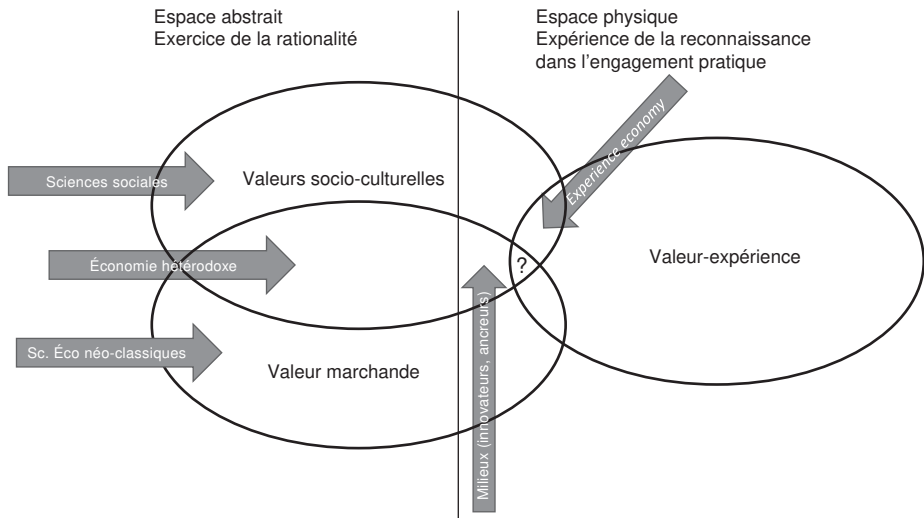 Espace abstrait
Exercice de la rationalité
Espace physique
Expérience de la reconnaissance
dans l'engagement pratique
Experience economy
Sciences sociales
Valeurs socio-culturelles
Économie hétérodoxe
?
Valeur-expérience
Sc. Éco néo-classiques
Valeur marchande
Milieux (innovateurs, ancreurs)